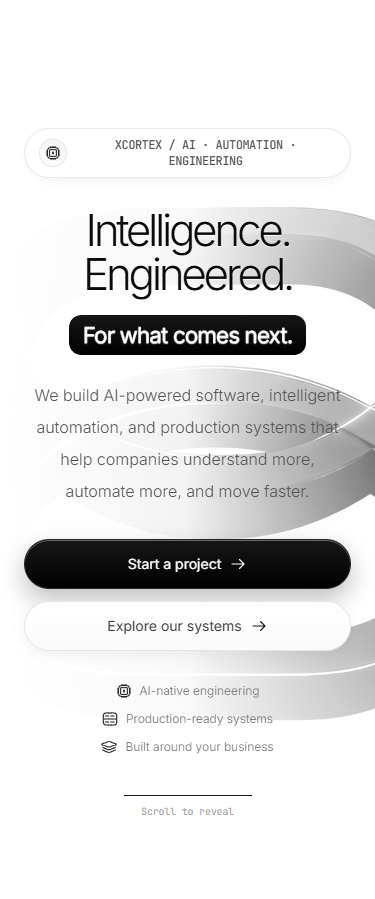 XCORTEX / AI · AUTOMATION ·
ENGINEERING
Intelligence.
Engineered.
For what comes next.
We build AI-powered software, intelligent
automation, and production systems that
help companies understand more,
automate more, and move faster.
Start a project →
Explore our systems →
AI-native engineering
Production-ready systems
Built around your business
Scroll to reveal